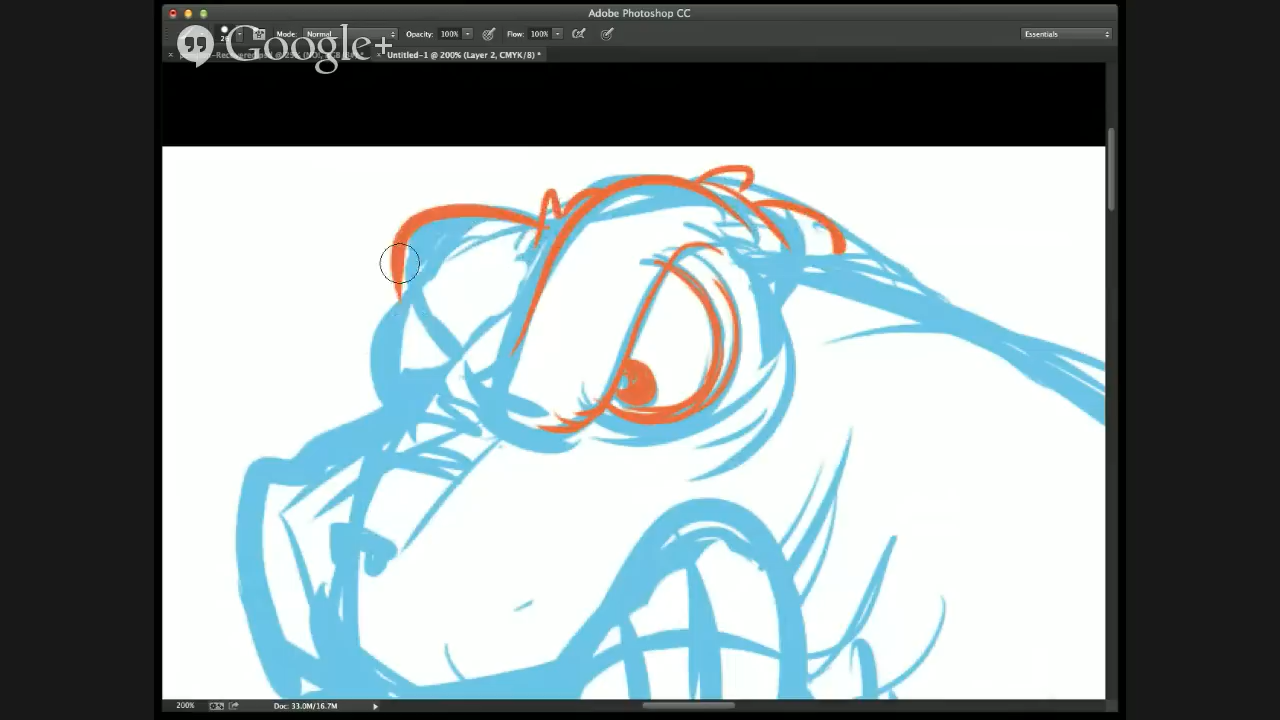 Adobe Photoshop CC
Mode: Normal Opacity: 100% Flow: 100% Essentials
Google+
Untitled-1 @ 200% (Layer 2, CMYK/8) *
200% Doc: 33.0M/16.7M